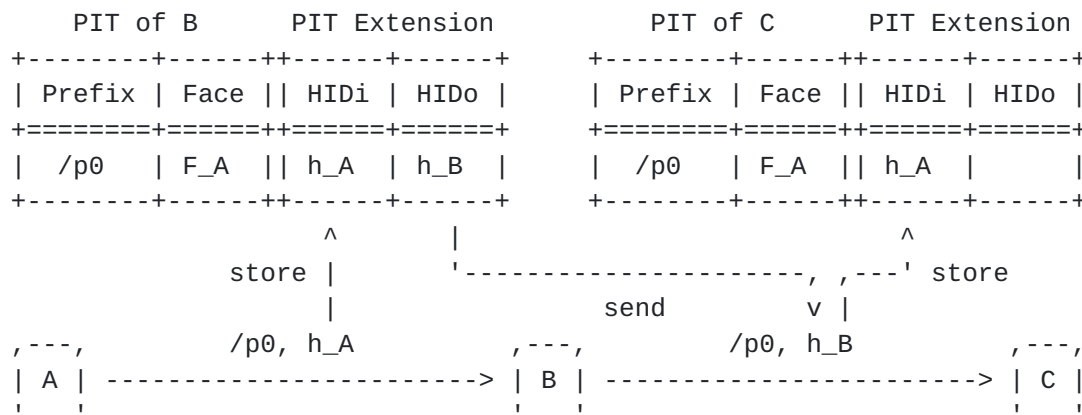 PIT of B PIT Extension PIT of C PIT Extension
| Prefix | Face || HIDi | HIDo | | Prefix | Face || HIDi | HIDo |
| /p0 | F_A || h_A | h_B | | /p0 | F_A || h_A | |
store | '----------------------, ,---' store
| send v |
,---, /p0, h_A ,---, /p0, h_B ,---,
| A | ------------------------> | B | ------------------------> | C |